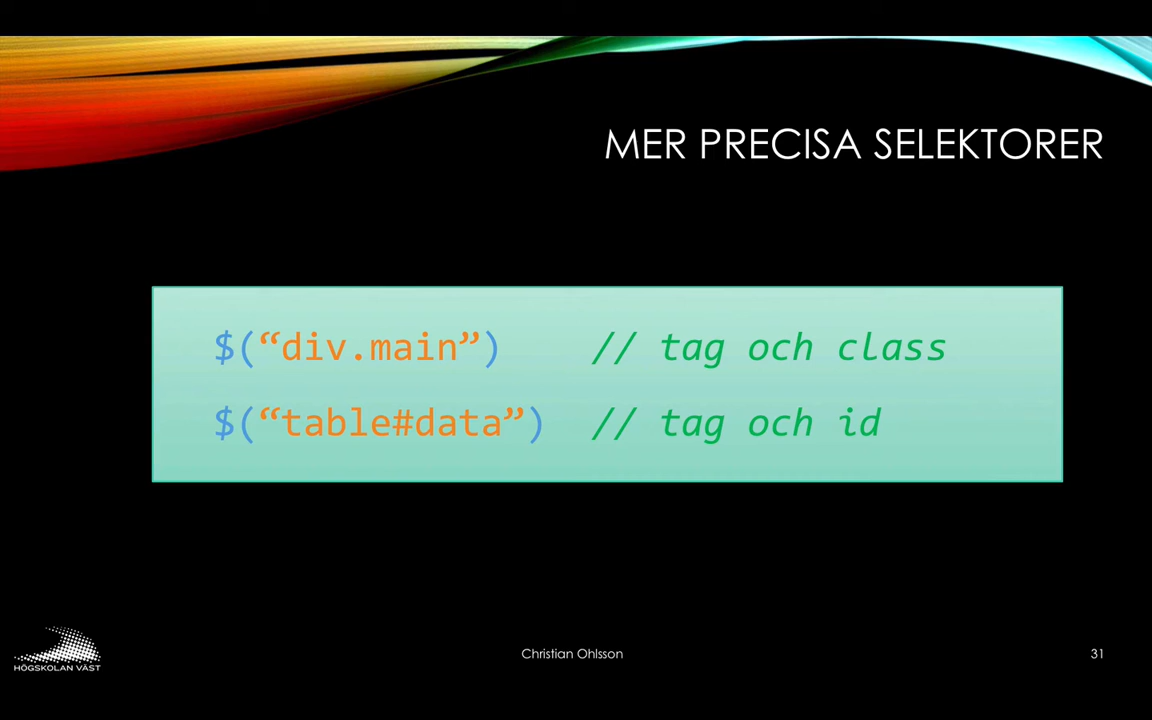 MER PRECISA SELEKTORER
$(“div.main”) // tag och class
$(“table#data”) // tag och id
HÖGSKOLAN VÄST
Christian Ohlsson
31